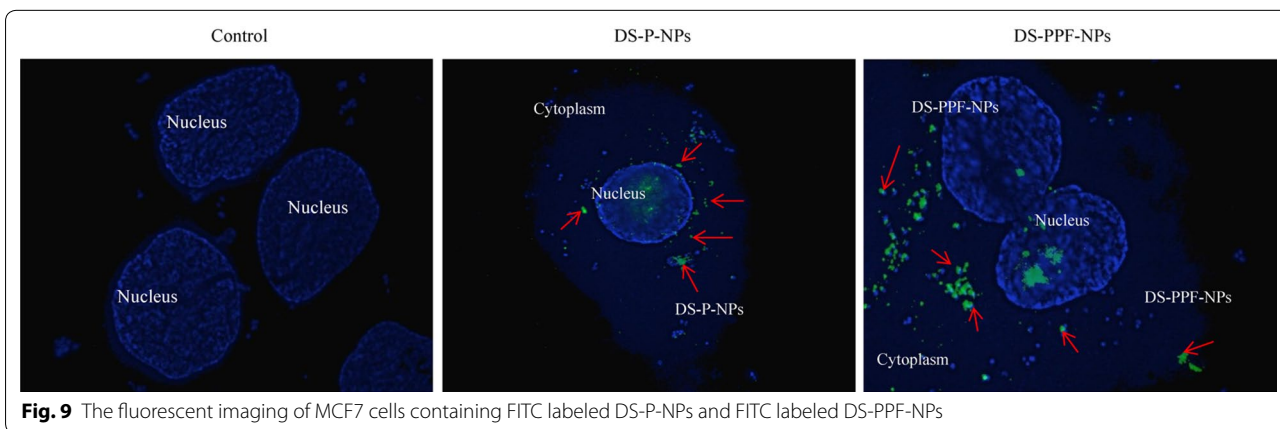 Control
DS-P-NPs
DS-PPF-NPs
Nucleus
Nucleus
Nucleus
Cytoplasm
Nucleus
DS-P-NPs
DS-PPF-NPs
Nucleus
DS-PPF-NPs
Cytoplasm
Fig. 9 The fluorescent imaging of MCF7 cells containing FITC labeled DS-P-NPs and FITC labeled DS-PPF-NPs